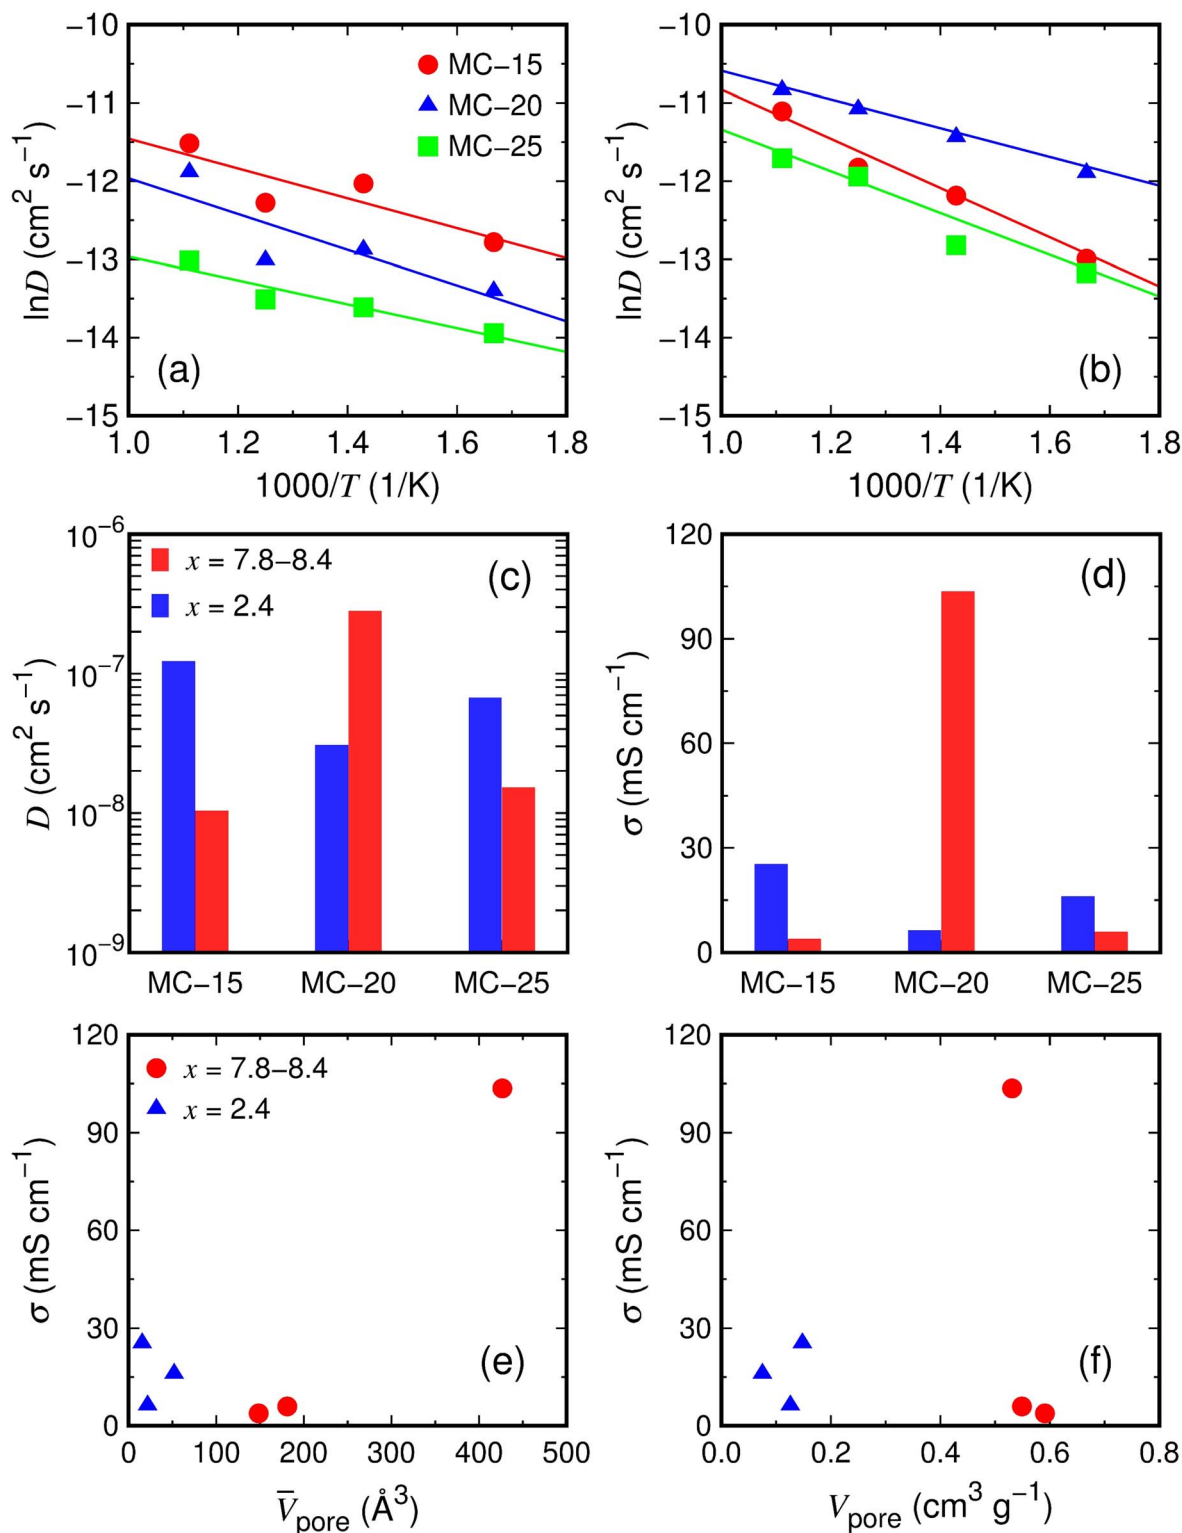 −10
−11
−12
−13
−14
−15
lnD (cm² s⁻¹)
MC−15
MC−20
MC−25
(a)
1.0 1.2 1.4 1.6 1.8
1000/T (1/K)
−10
−11
−12
−13
−14
−15
lnD (cm² s⁻¹)
(b)
1.0 1.2 1.4 1.6 1.8
1000/T (1/K)
10⁻⁶
10⁻⁷
10⁻⁸
10⁻⁹
D (cm² s⁻¹)
x = 7.8−8.4
x = 2.4
(c)
MC−15 MC−20 MC−25
120
90
60
30
0
σ (mS cm⁻¹)
(d)
MC−15 MC−20 MC−25
120
90
60
30
0
σ (mS cm⁻¹)
x = 7.8−8.4
x = 2.4
(e)
0 100 200 300 400 500
V̄pore (Å³)
120
90
60
30
0
σ (mS cm⁻¹)
(f)
0.0 0.2 0.4 0.6 0.8
Vpore (cm³ g⁻¹)